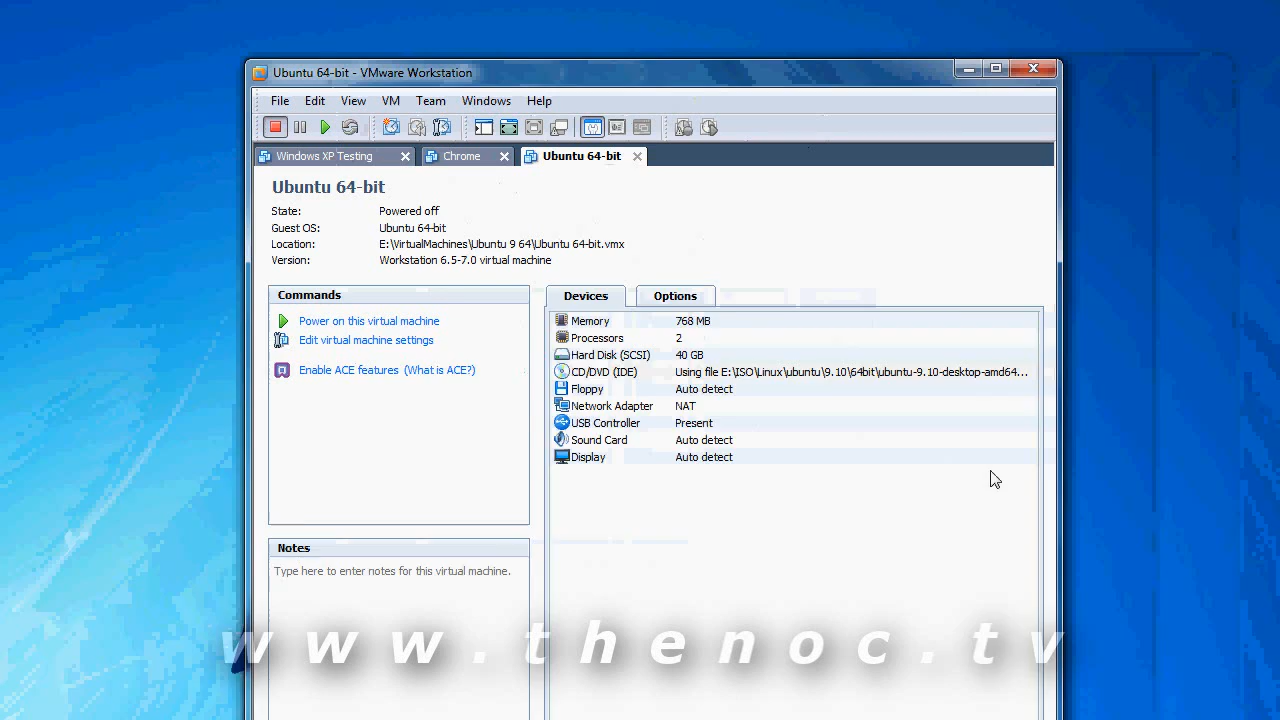 Ubuntu 64-bit - VMware Workstation
File Edit View VM Team Windows Help
Windows XP Testing Chrome Ubuntu 64-bit
Ubuntu 64-bit
State: Powered off
Guest OS: Ubuntu 64-bit
Location: E:\VirtualMachines\Ubuntu 9 64\Ubuntu 64-bit.vmx
Version: Workstation 6.5-7.0 virtual machine
Commands
Power on this virtual machine
Edit virtual machine settings
Enable ACE features (What is ACE?)
Devices Options
Memory 768 MB
Processors 2
Hard Disk (SCSI) 40 GB
CD/DVD (IDE) Using file E:\ISO\Linux\ubuntu\9.10\64bit\ubuntu-9.10-desktop-amd64...
Floppy Auto detect
Network Adapter NAT
USB Controller Present
Sound Card Auto detect
Display Auto detect
Notes
Type here to enter notes for this virtual machine.
www.thenoc.tv